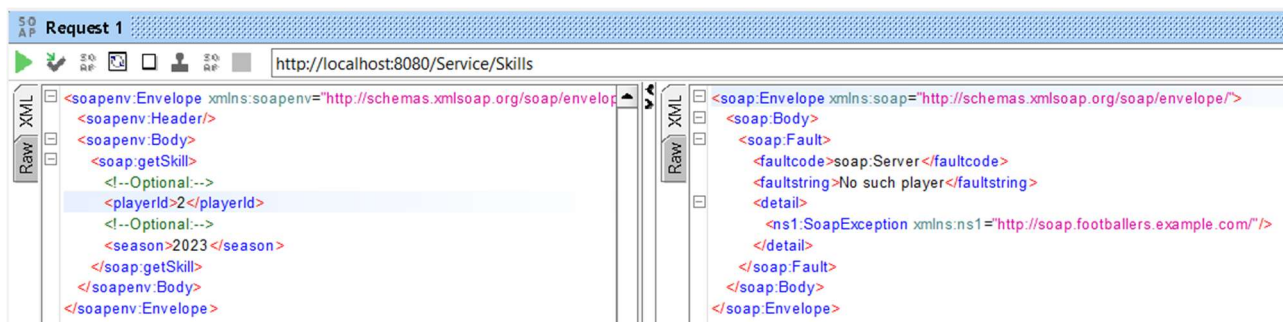 SOAP Request 1
http://localhost:8080/Service/Skills
XML
Raw
<soapenv:Envelope xmlns:soapenv="http://schemas.xmlsoap.org/soap/envelop
<soapenv:Header/>
<soapenv:Body>
<soap:getSkill>
<!--Optional:-->
<playerId>2</playerId>
<!--Optional:-->
<season>2023</season>
</soap:getSkill>
</soapenv:Body>
</soapenv:Envelope>
XML
Raw
<soap:Envelope xmlns:soap="http://schemas.xmlsoap.org/soap/envelope/">
<soap:Body>
<soap:Fault>
<faultcode>soap:Server</faultcode>
<faultstring>No such player</faultstring>
<detail>
<ns1:SoapException xmlns:ns1="http://soap.footballers.example.com/"/>
</detail>
</soap:Fault>
</soap:Body>
</soap:Envelope>